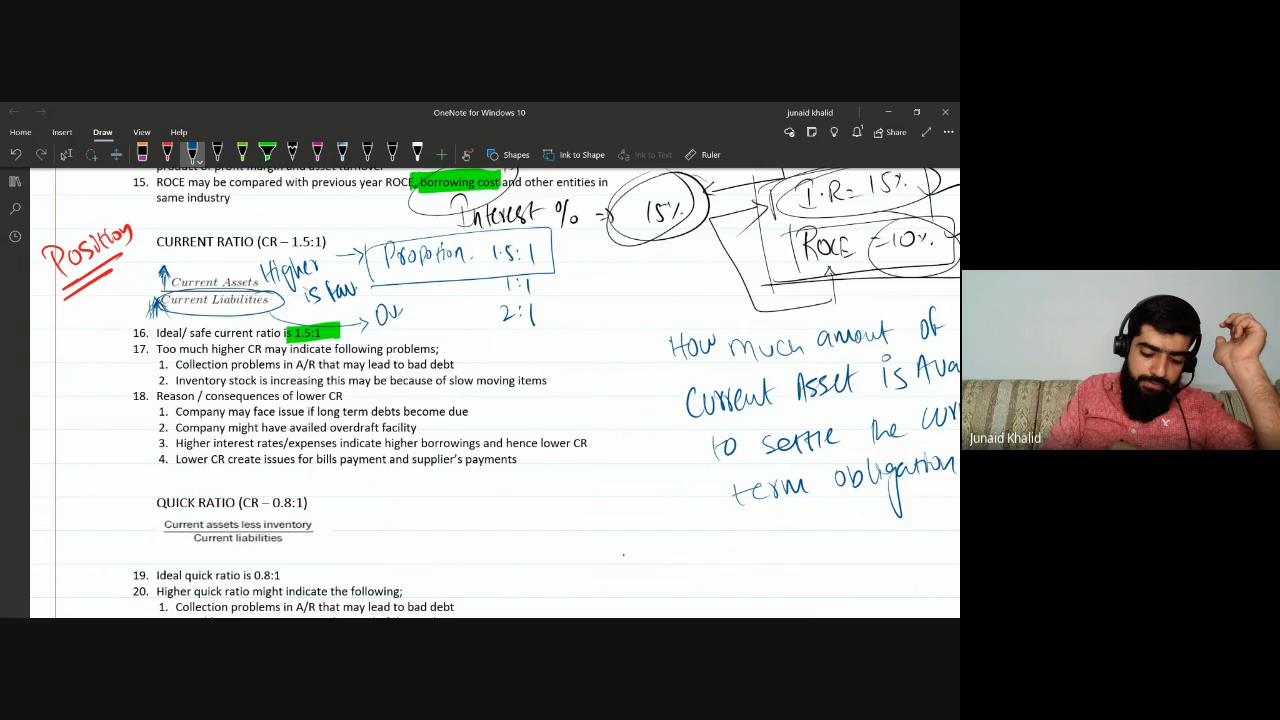 OneNote for Windows 10
junaid khalid
Home Insert Draw View Help
Share
Shapes Ink to Shape Ink to Text Ruler
15. ROCE may be compared with previous year ROCE, borrowing cost and other entities in
same industry
Interest % = 15%
I.R = 15%
ROCE = 10%
Position
CURRENT RATIO (CR – 1.5:1)
Current Assets
Current Liabilities
Higher
is fav
Propotion. 1.5:1
1:1
2:1
16. Ideal/ safe current ratio is 1.5:1
17. Too much higher CR may indicate following problems;
1. Collection problems in A/R that may lead to bad debt
2. Inventory stock is increasing this may be because of slow moving items
18. Reason / consequences of lower CR
1. Company may face issue if long term debts become due
2. Company might have availed overdraft facility
3. Higher interest rates/expenses indicate higher borrowings and hence lower CR
4. Lower CR create issues for bills payment and supplier's payments
How much amount of
Current Asset is Ava
to settle the cur
term obligation
QUICK RATIO (CR – 0.8:1)
Current assets less inventory
Current liabilities
19. Ideal quick ratio is 0.8:1
20. Higher quick ratio might indicate the following;
1. Collection problems in A/R that may lead to bad debt
Junaid Khalid